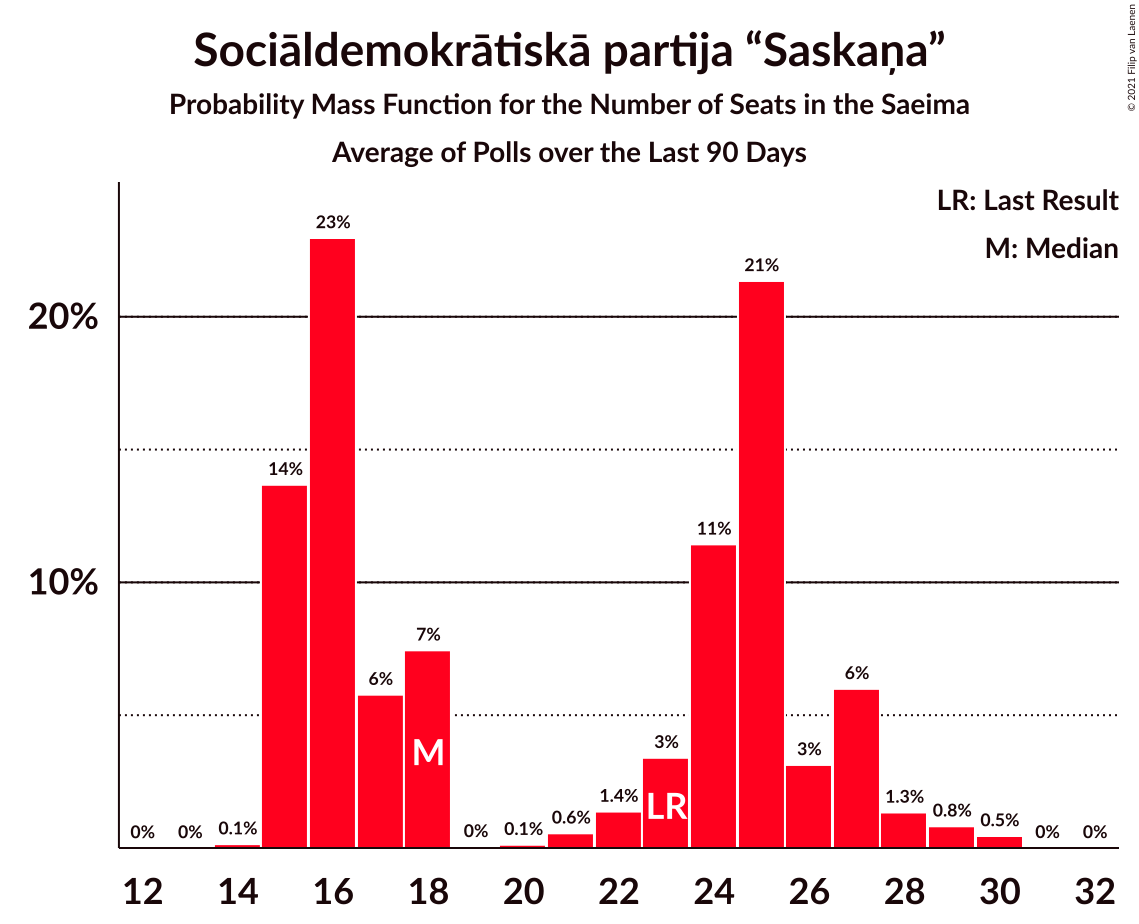 Sociāldemokrātiskā partija “Saskaņa”
Probability Mass Function for the Number of Seats in the Saeima
Average of Polls over the Last 90 Days
© 2021 Filip van Laenen
LR: Last Result
M: Median
20%
10%
0%
0%
0.1%
14%
23%
6%
7%
0%
0.1%
0.6%
1.4%
3%
11%
21%
3%
6%
1.3%
0.8%
0.5%
0%
0%
M
LR
12 14 16 18 20 22 24 26 28 30 32